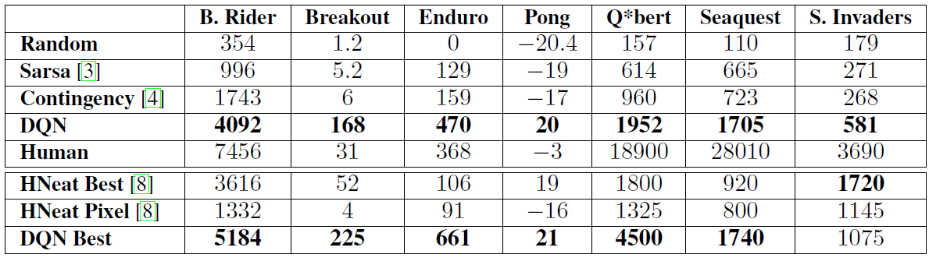 B. Rider Breakout Enduro Pong Q*bert Seaquest S. Invaders
Random 354 1.2 0 −20.4 157 110 179
Sarsa [3] 996 5.2 129 −19 614 665 271
Contingency [4] 1743 6 159 −17 960 723 268
DQN 4092 168 470 20 1952 1705 581
Human 7456 31 368 −3 18900 28010 3690
HNeat Best [8] 3616 52 106 19 1800 920 1720
HNeat Pixel [8] 1332 4 91 −16 1325 800 1145
DQN Best 5184 225 661 21 4500 1740 1075